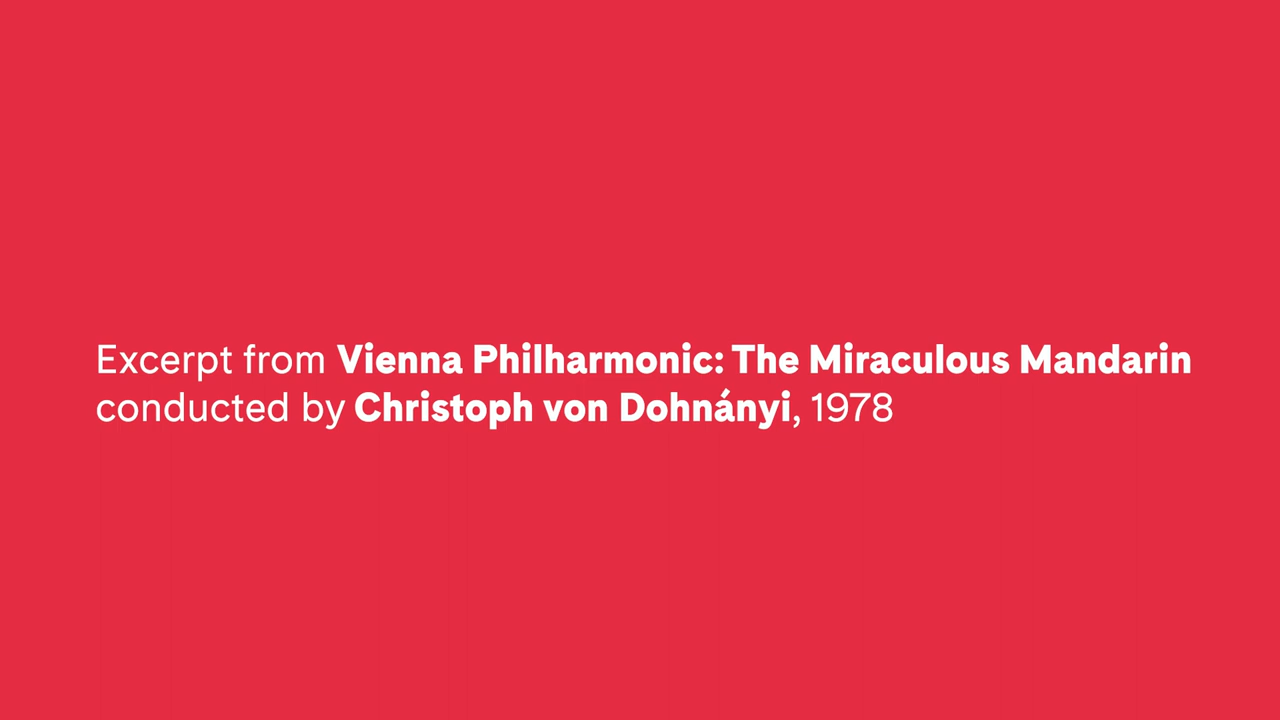 Excerpt from Vienna Philharmonic: The Miraculous Mandarin
conducted by Christoph von Dohnányi, 1978